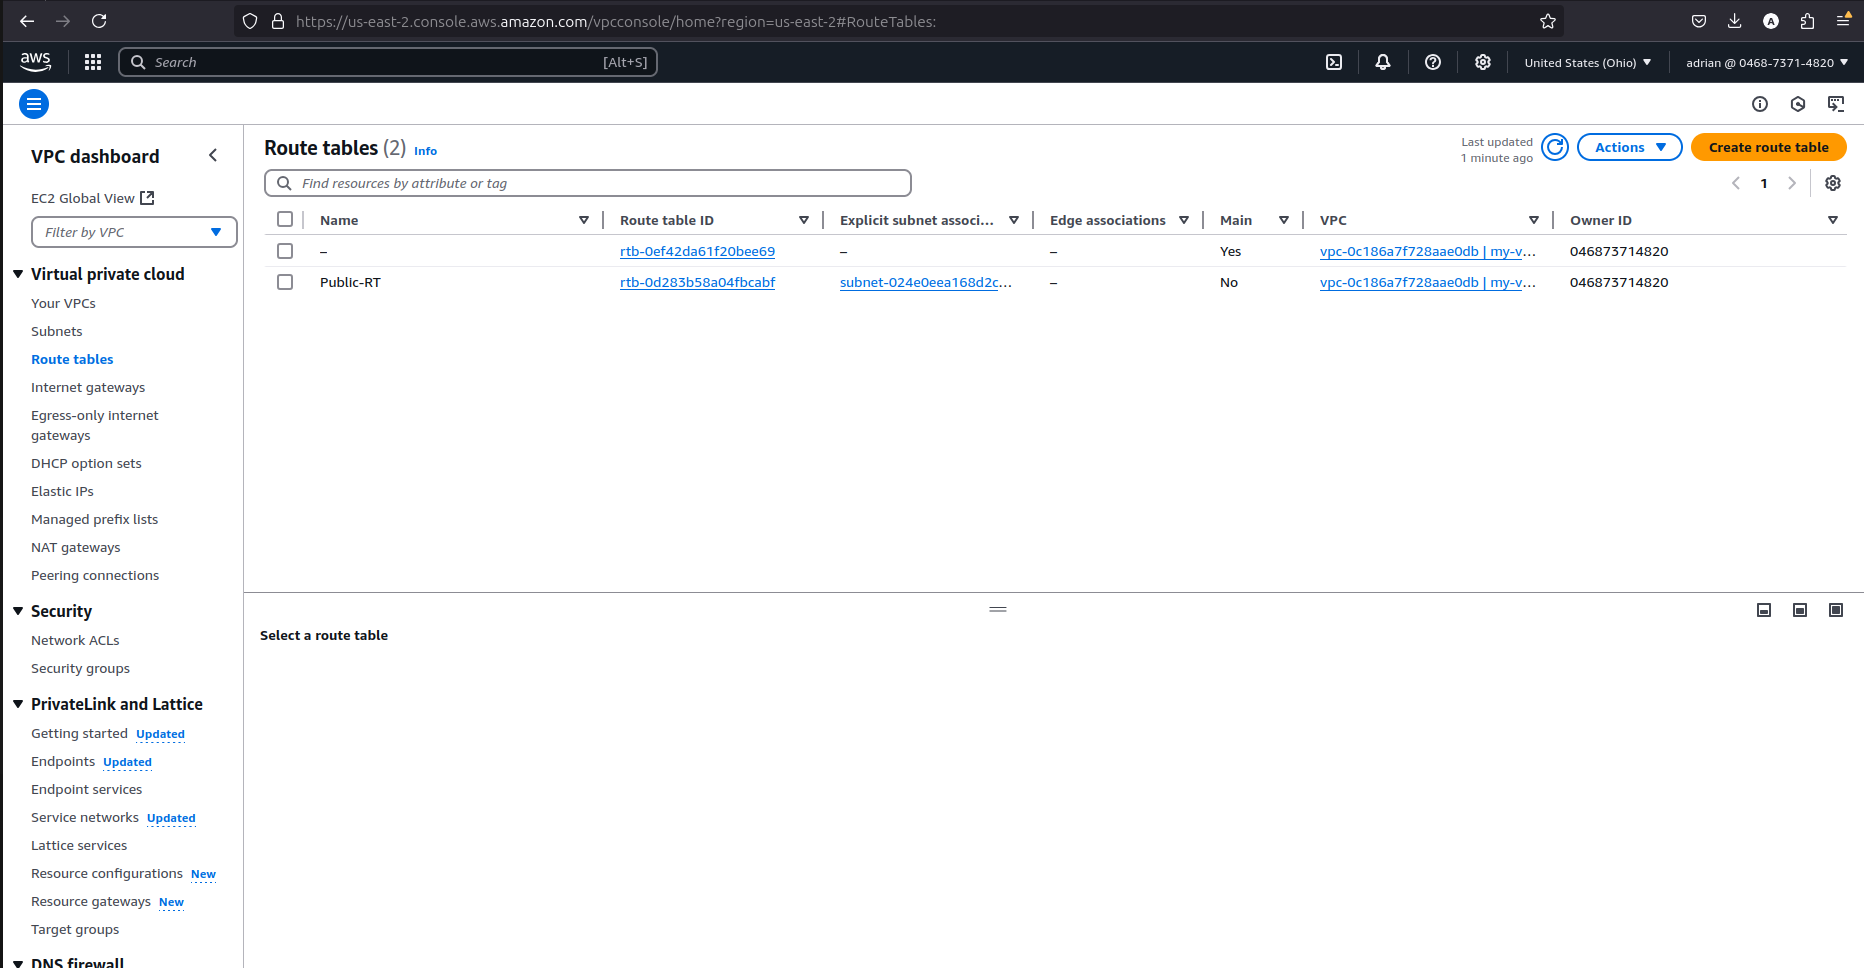 https://us-east-2.console.aws.amazon.com/vpcconsole/home?region=us-east-2#RouteTables:
aws
Search [Alt+S]
United States (Ohio)
adrian @ 0468-7371-4820
VPC dashboard
EC2 Global View
Filter by VPC
Virtual private cloud
Your VPCs
Subnets
Route tables
Internet gateways
Egress-only internet
gateways
DHCP option sets
Elastic IPs
Managed prefix lists
NAT gateways
Peering connections
Security
Network ACLs
Security groups
PrivateLink and Lattice
Getting started Updated
Endpoints Updated
Endpoint services
Service networks Updated
Lattice services
Resource configurations New
Resource gateways New
Target groups
DNS firewall
Route tables (2) Info
Last updated
1 minute ago
Actions
Create route table
Find resources by attribute or tag
1
Name Route table ID Explicit subnet associ... Edge associations Main VPC Owner ID
– rtb-0ef42da61f20bee69 – – Yes vpc-0c186a7f728aae0db | my-v... 046873714820
Public-RT rtb-0d283b58a04fbcabf subnet-024e0eea168d2c... – No vpc-0c186a7f728aae0db | my-v... 046873714820
Select a route table